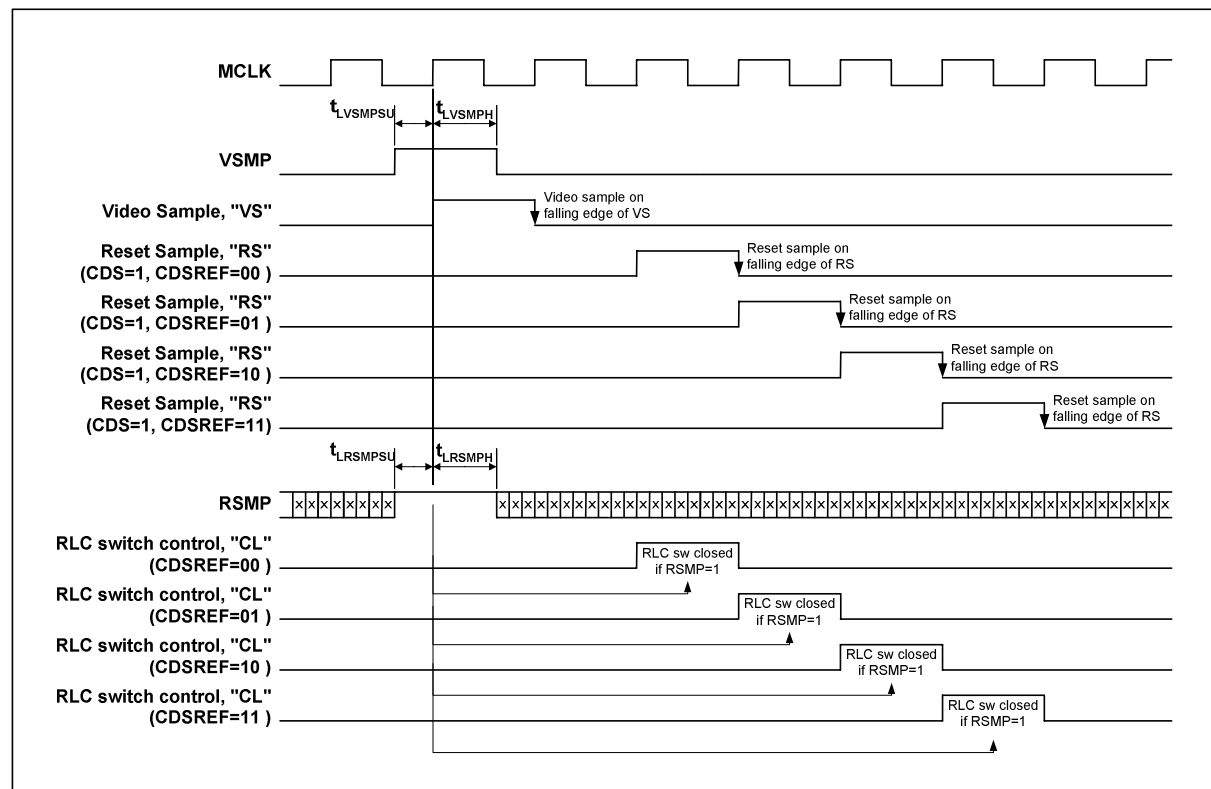 MCLK
tLVSMPSU tLVSMPH
VSMP
Video Sample, "VS"
Video sample on
falling edge of VS
Reset Sample, "RS"
(CDS=1, CDSREF=00 )
Reset sample on
falling edge of RS
Reset Sample, "RS"
(CDS=1, CDSREF=01 )
Reset sample on
falling edge of RS
Reset Sample, "RS"
(CDS=1, CDSREF=10 )
Reset sample on
falling edge of RS
Reset Sample, "RS"
(CDS=1, CDSREF=11)
Reset sample on
falling edge of RS
tLRSMPSU tLRSMPH
RSMP
x x x x x x x x x x x x x x x x x x x x x x x x x x x x x x x x x x x x x x x x x x x x x x x x x x x x x x x x x x x x x
RLC switch control, "CL"
(CDSREF=00 )
RLC sw closed
if RSMP=1
RLC switch control, "CL"
(CDSREF=01 )
RLC sw closed
if RSMP=1
RLC switch control, "CL"
(CDSREF=10 )
RLC sw closed
if RSMP=1
RLC switch control, "CL"
(CDSREF=11 )
RLC sw closed
if RSMP=1